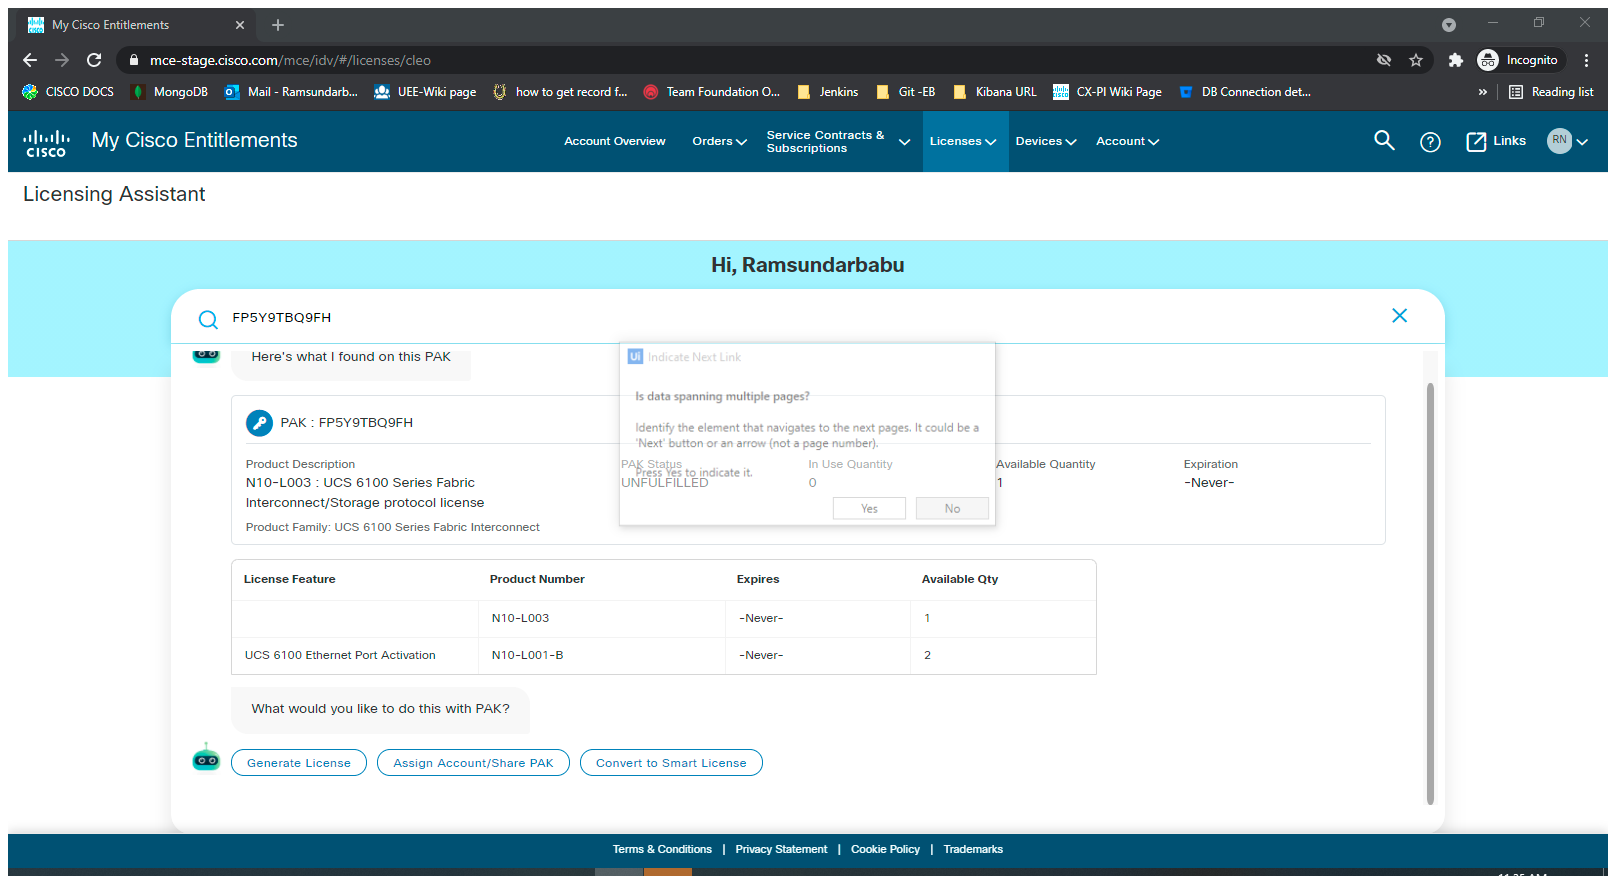 My Cisco Entitlements
mce-stage.cisco.com/mce/idv/#/licenses/cleo
Incognito
CISCO DOCS
MongoDB
Mail - Ramsundarb...
UEE-Wiki page
how to get record f...
Team Foundation O...
Jenkins
Git -EB
Kibana URL
CX-PI Wiki Page
DB Connection det...
»
Reading list
CISCO
My Cisco Entitlements
Account Overview
Orders
Service Contracts &
Subscriptions
Licenses
Devices
Account
Links
RN
Licensing Assistant
Hi, Ramsundarbabu
FP5Y9TBQ9FH
Here's what I found on this PAK
Ui Indicate Next Link
Is data spanning multiple pages?
Identify the element that navigates to the next pages. It could be a
'Next' button or an arrow (not a page number).
Press Yes to indicate it.
Yes
No
PAK : FP5Y9TBQ9FH
Product Description
N10-L003 : UCS 6100 Series Fabric
Interconnect/Storage protocol license
Product Family: UCS 6100 Series Fabric Interconnect
PAK Status
UNFULFILLED
In Use Quantity
0
Available Quantity
1
Expiration
-Never-
License Feature Product Number Expires Available Qty
N10-L003 -Never- 1
UCS 6100 Ethernet Port Activation N10-L001-B -Never- 2
What would you like to do this with PAK?
Generate License
Assign Account/Share PAK
Convert to Smart License
Terms & Conditions | Privacy Statement | Cookie Policy | Trademarks